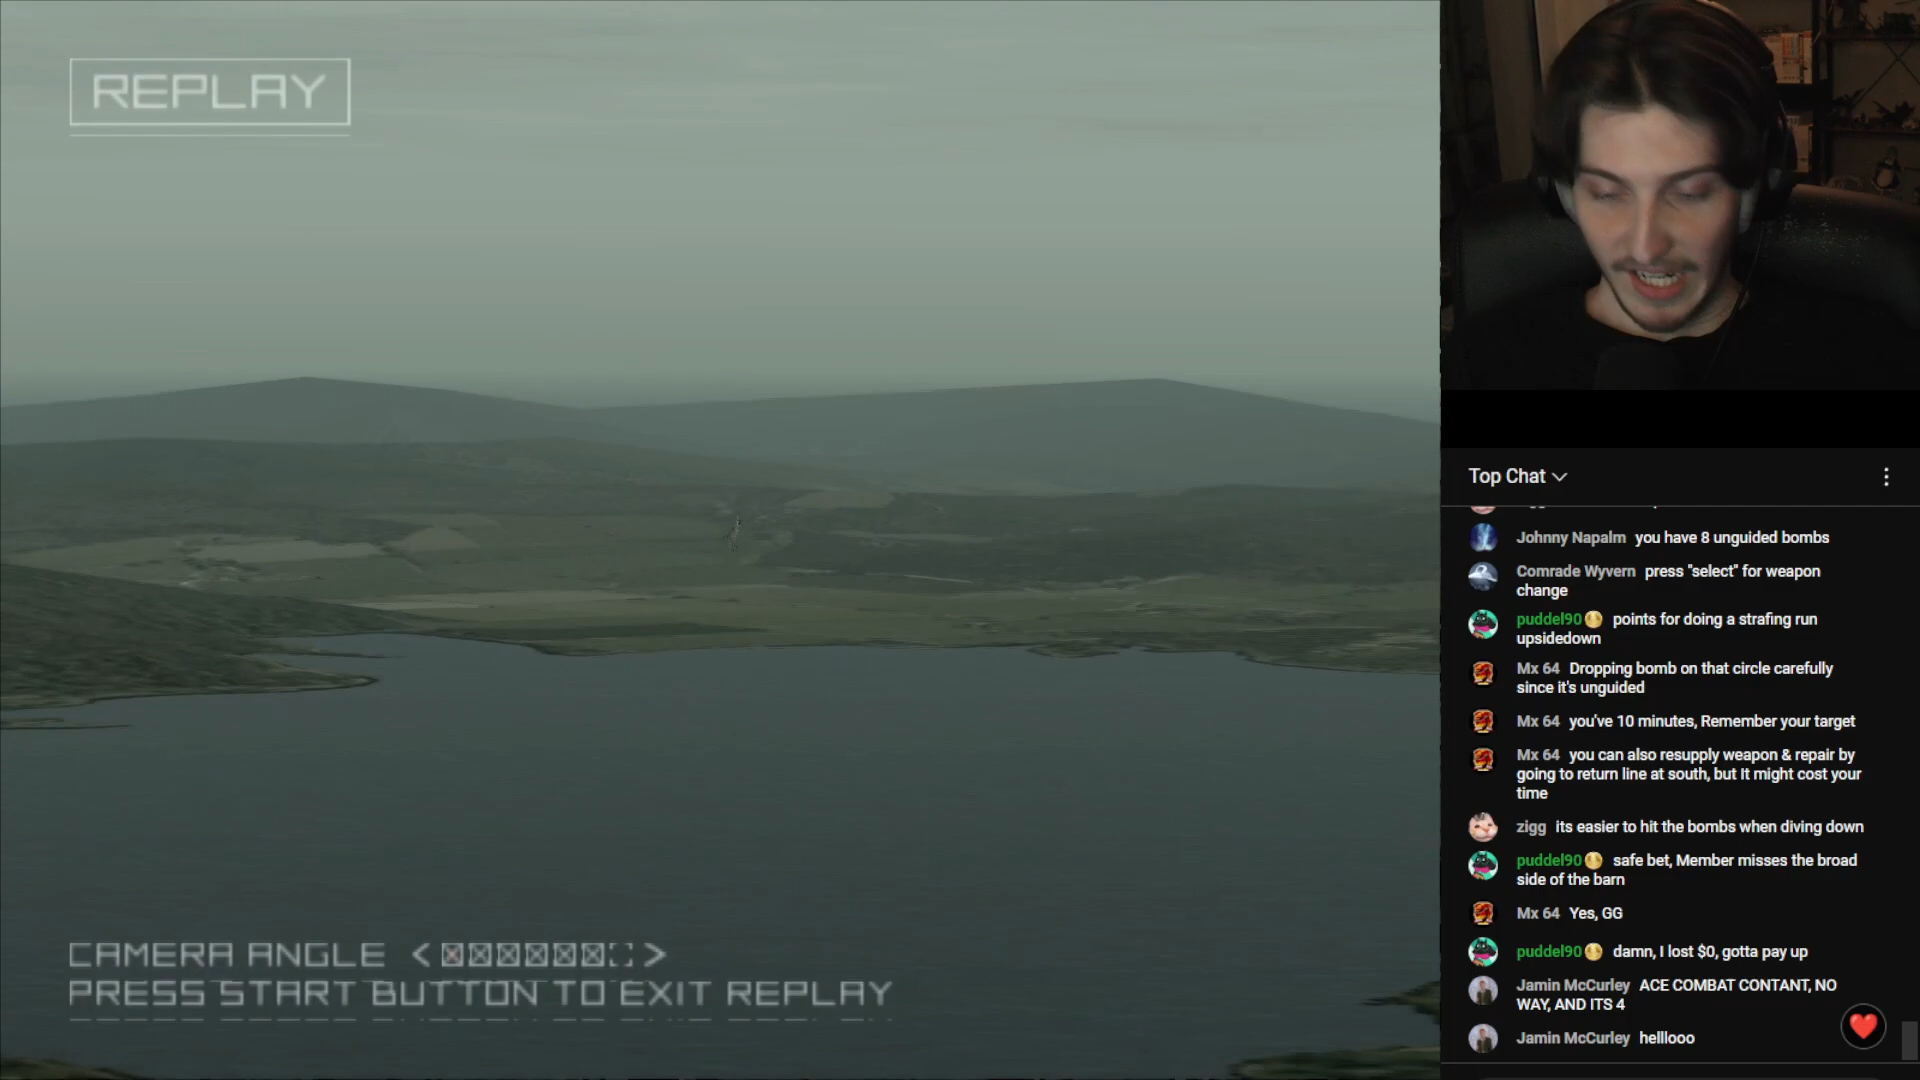 REPLAY
CAMERA ANGLE < >
PRESS START BUTTON TO EXIT REPLAY
Top Chat
Johnny Napalm you have 8 unguided bombs
Comrade Wyvern press "select" for weapon
change
puddel90 points for doing a strafing run
upsidedown
Mx 64 Dropping bomb on that circle carefully
since it's unguided
Mx 64 you've 10 minutes, Remember your target
Mx 64 you can also resupply weapon & repair by
going to return line at south, but It might cost your
time
zigg its easier to hit the bombs when diving down
puddel90 safe bet, Member misses the broad
side of the barn
Mx 64 Yes, GG
puddel90 damn, I lost $0, gotta pay up
Jamin McCurley ACE COMBAT CONTANT, NO
WAY, AND ITS 4
Jamin McCurley helllooo